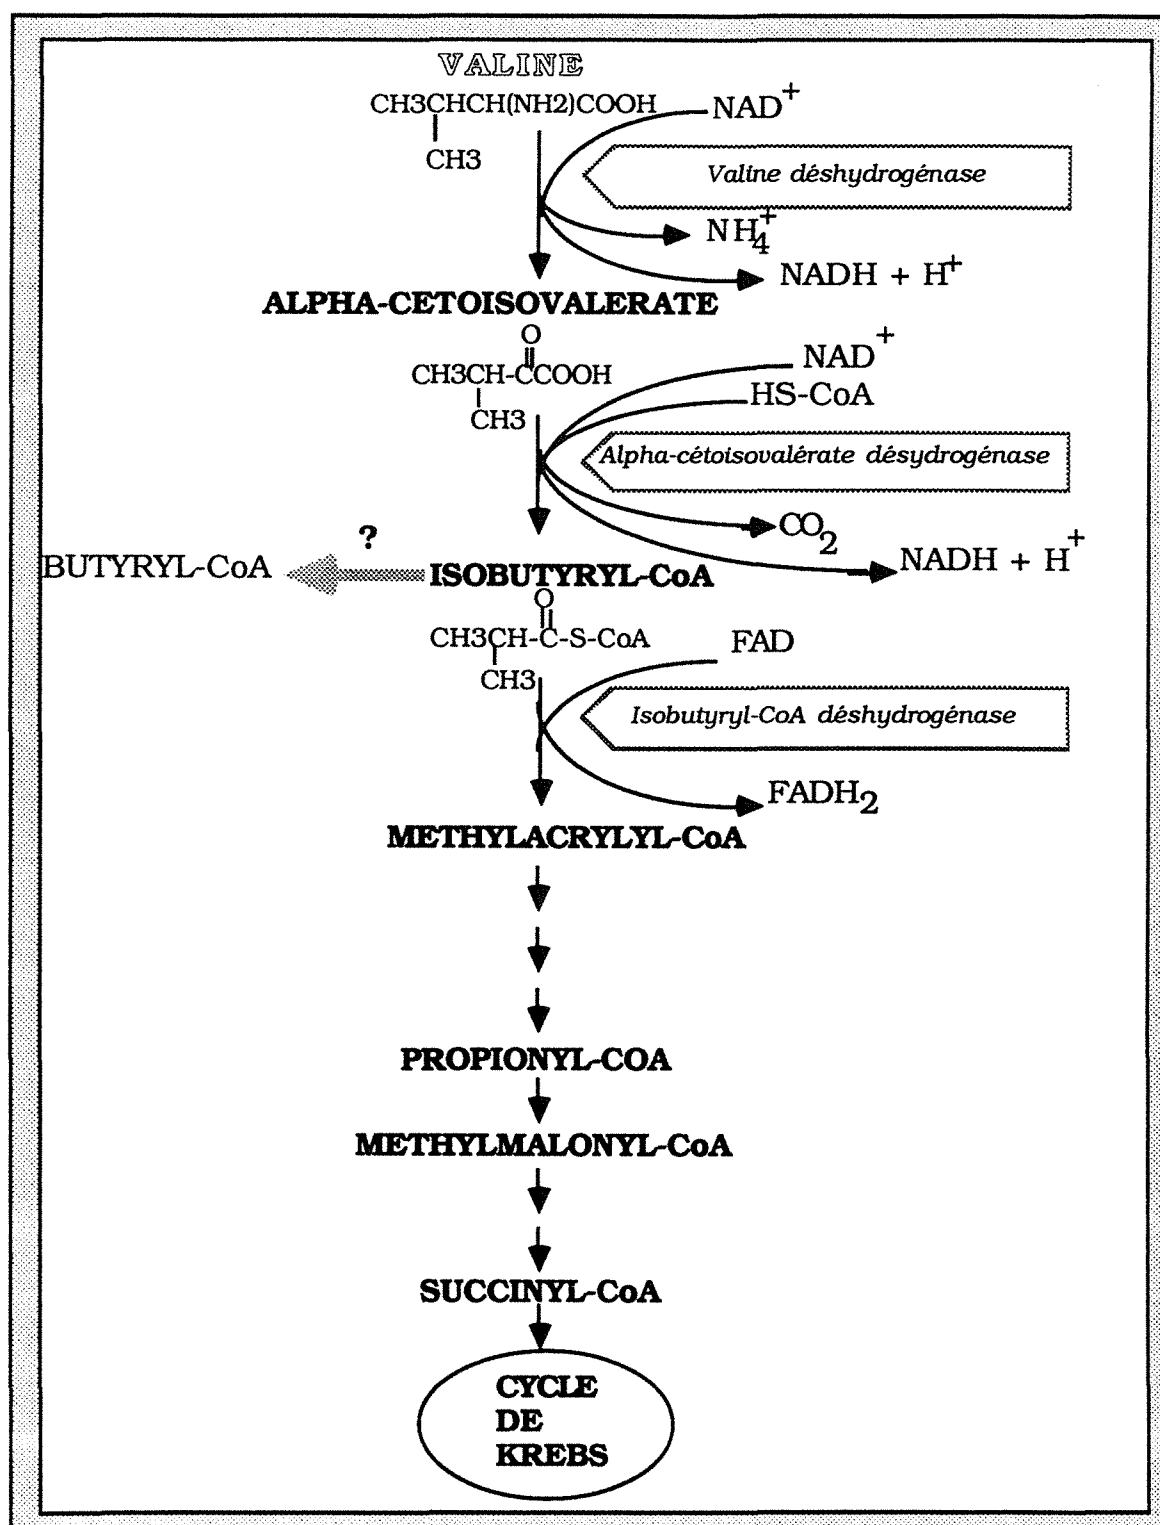 VALINE
CH3CHCH(NH2)COOH
NAD+
CH3
Valine déshydrogénase
NH4+
NADH + H+
ALPHA-CETOISOVALERATE
O
NAD+
CH3CH-CCOOH
HS-CoA
CH3
Alpha-cétoisovalérate désydrogénase
CO2
?
NADH + H+
BUTYRYL-CoA
ISOBUTYRYL-CoA
O
CH3CH-C-S-CoA
FAD
CH3
Isobutyryl-CoA déshydrogénase
FADH2
METHYLACRYLYL-CoA
PROPIONYL-COA
METHYLMALONYL-CoA
SUCCINYL-CoA
CYCLE
DE
KREBS